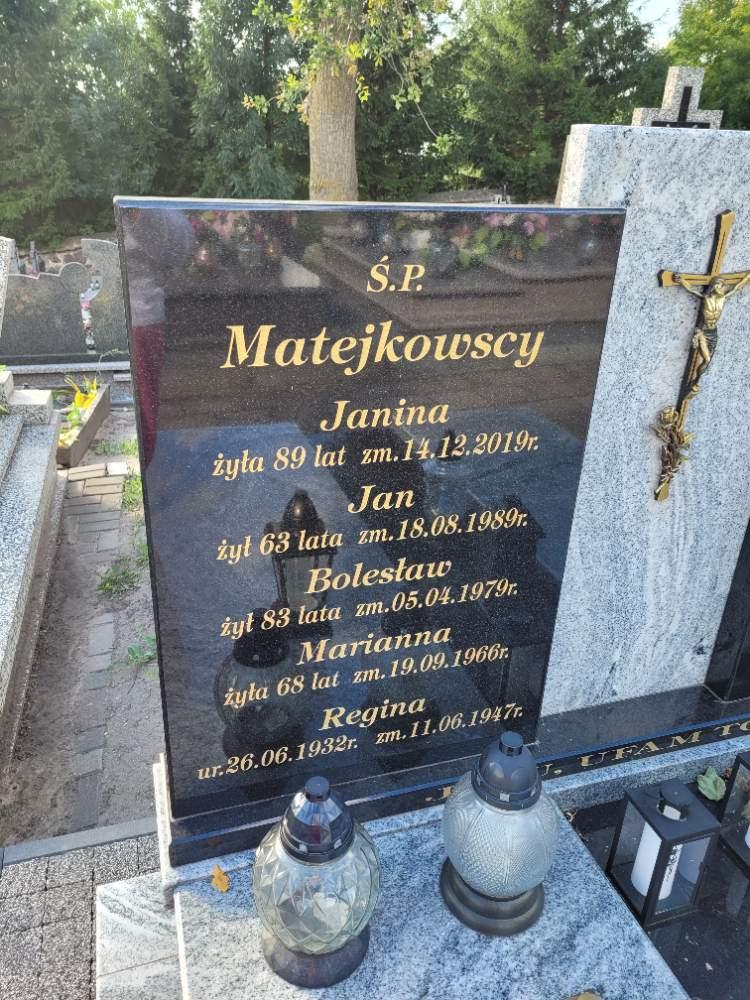 Ś.P.
Matejkowscy
Janina
żyła 89 lat zm.14.12.2019r.
Jan
żył 63 lata zm.18.08.1989r.
Bolesław
żył 83 lata zm.05.04.1979r.
Marianna
żyła 68 lat zm.19.09.1966r.
Regina
ur.26.06.1932r. zm.11.06.1947r.
UFAM